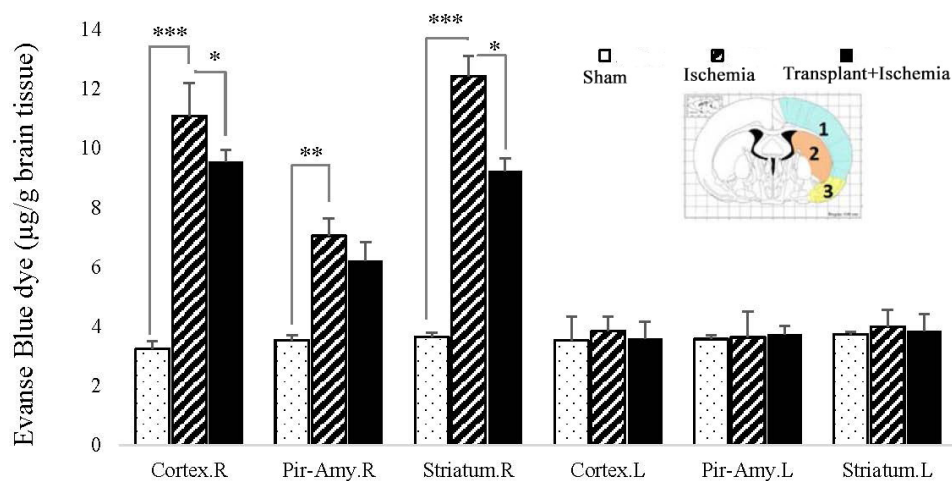 Evanse Blue dye (µg/g brain tissue)
14
12
10
8
6
4
2
0
***
*
**
***
*
Sham
Ischemia
Transplant+Ischemia
1
2
3
Cortex.R
Pir-Amy.R
Striatum.R
Cortex.L
Pir-Amy.L
Striatum.L